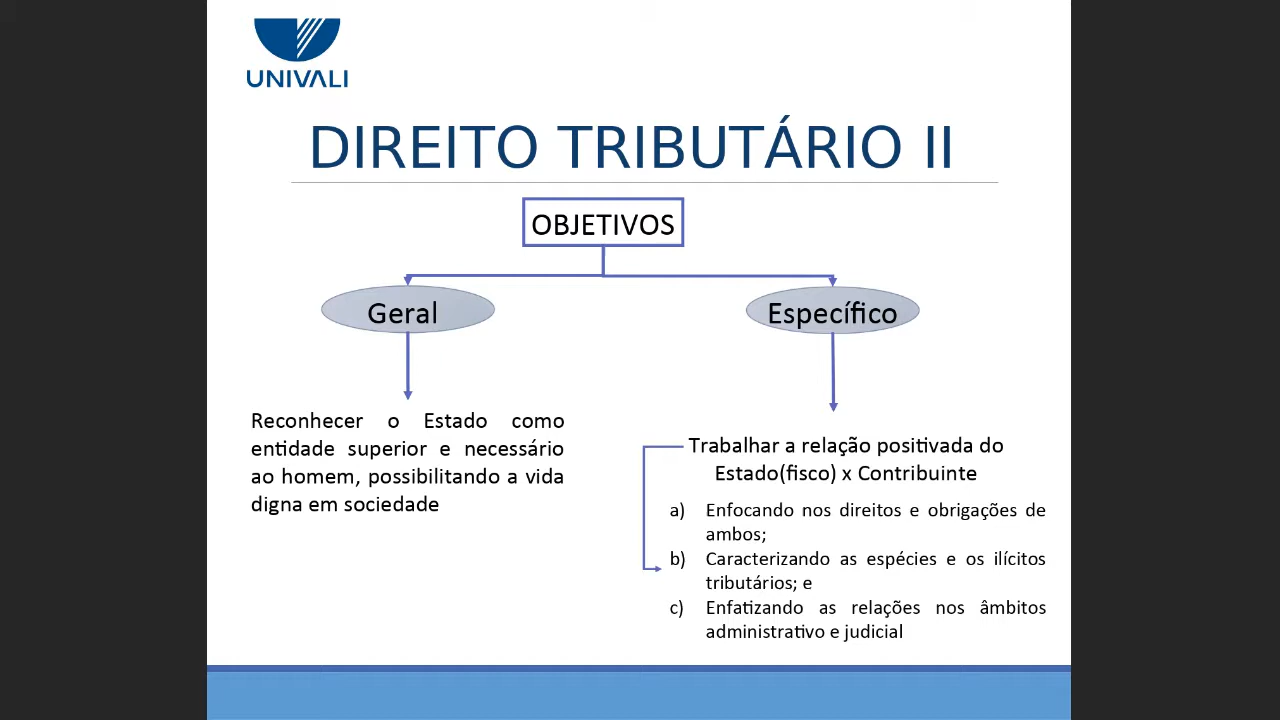 UNIVALI
DIREITO TRIBUTÁRIO II
OBJETIVOS
Geral
Específico
Reconhecer o Estado como
entidade superior e necessário
ao homem, possibilitando a vida
digna em sociedade
Trabalhar a relação positivada do
Estado(fisco) x Contribuinte
a) Enfocando nos direitos e obrigações de
ambos;
b) Caracterizando as espécies e os ilícitos
tributários; e
c) Enfatizando as relações nos âmbitos
administrativo e judicial